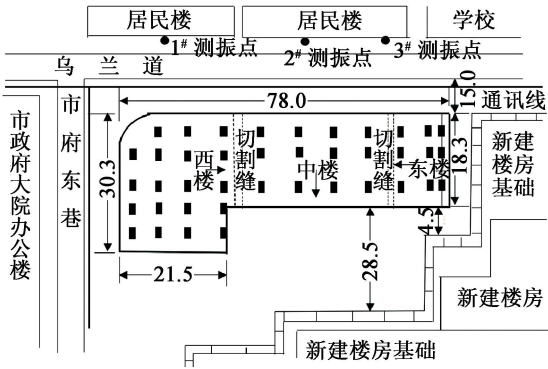 居民楼
居民楼
学校
1# 测振点
2# 测振点
3# 测振点
乌兰道
15.0
78.0
通讯线
市政府大院办公楼
市府东巷
30.3
切割缝
西楼
中楼
切割缝
东楼
18.3
新建
楼房
基础
4.5
28.5
21.5
新建楼房
新建楼房基础